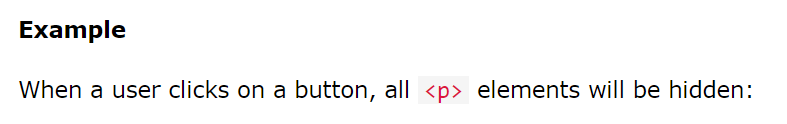 Example
When a user clicks on a button, all <p> elements will be hidden: